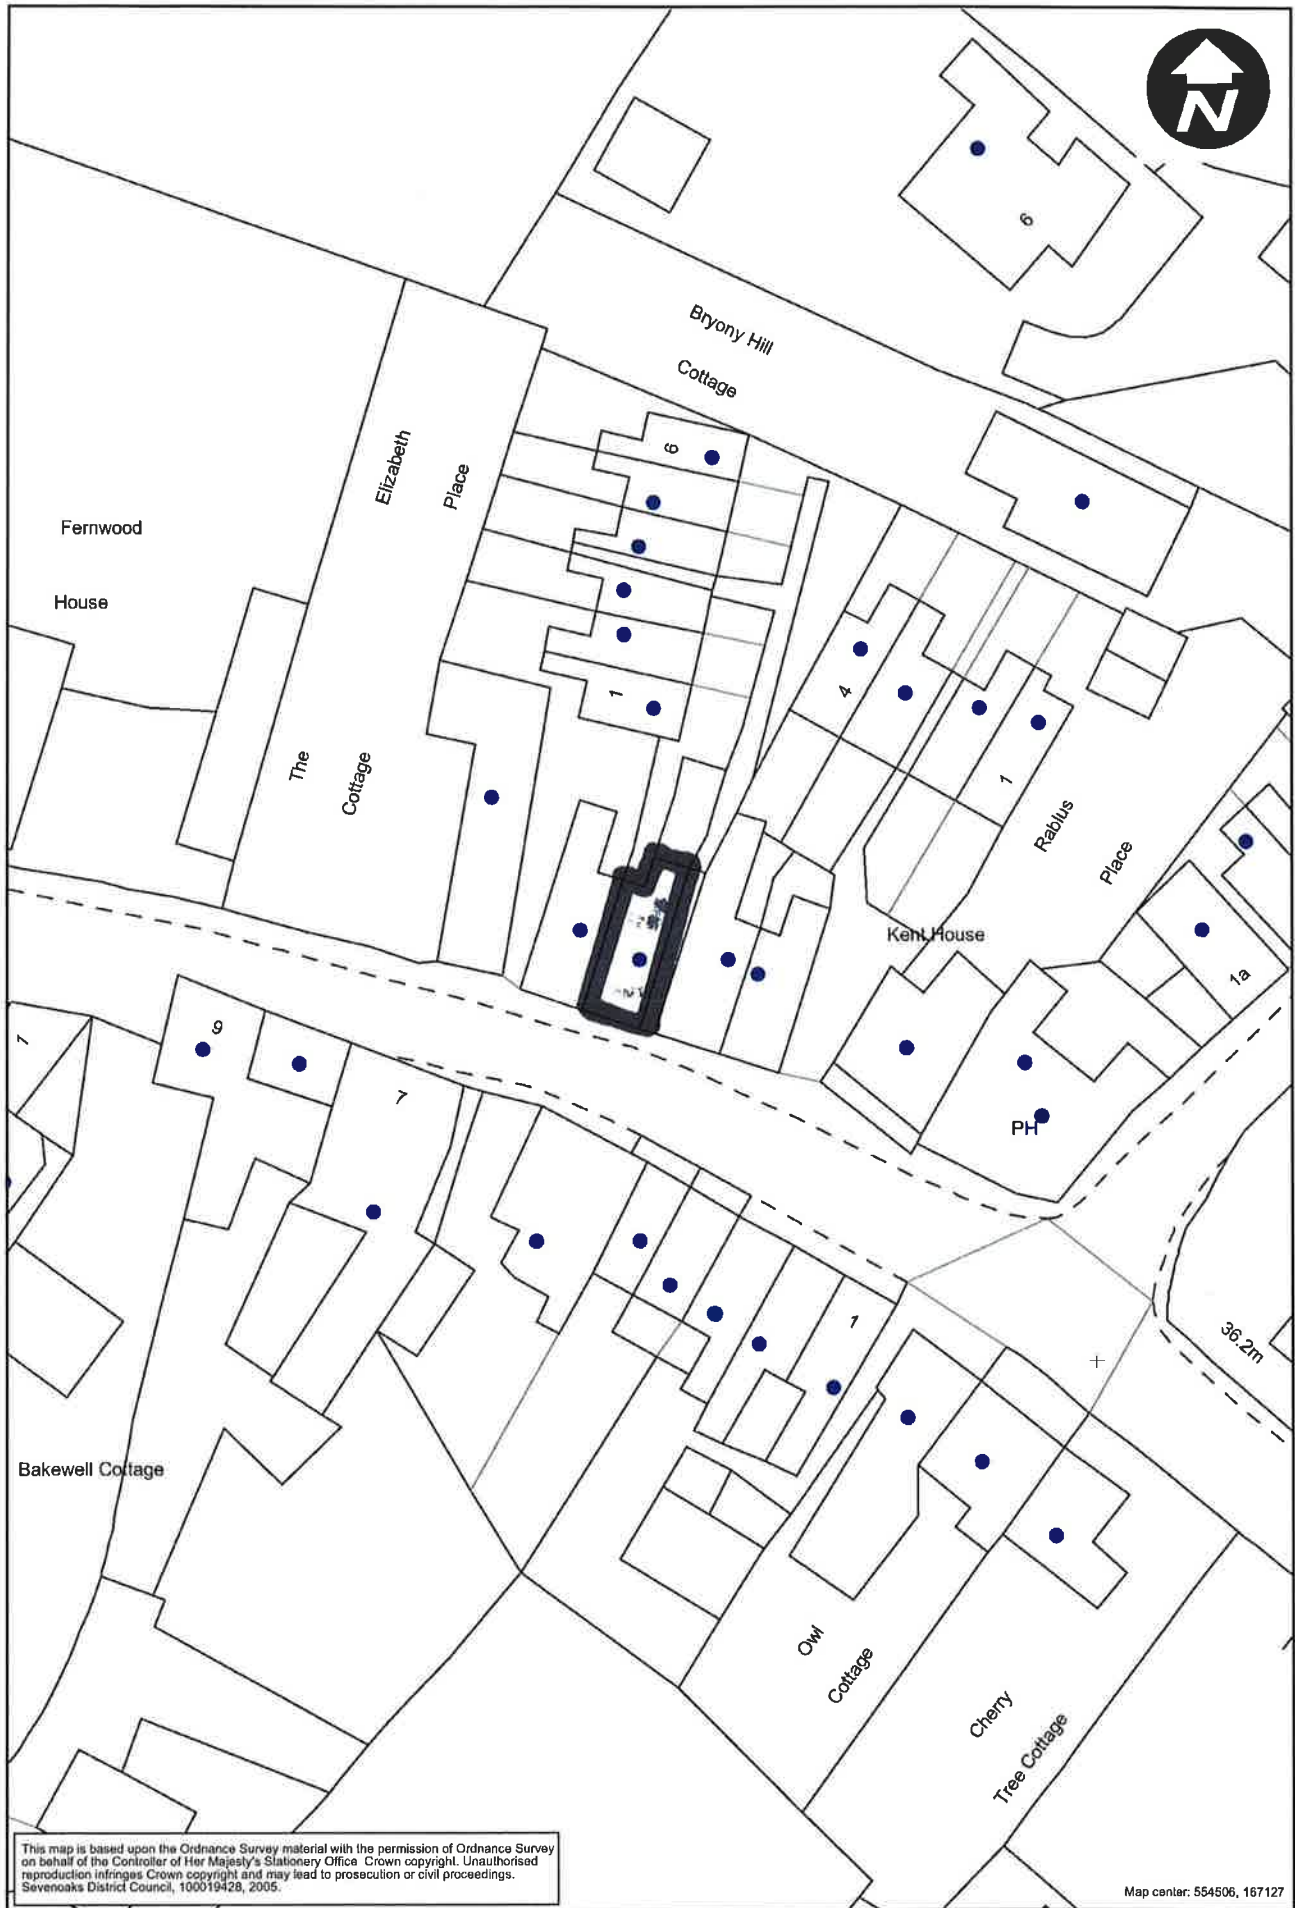 N
6
Bryony Hill
Cottage
Elizabeth
Place
6
Fernwood
House
4
1
1
The
Cottage
Rablus
Place
Kent House
1a
9
1
7
PH
1
36.2m
Bakewell Cottage
Owl
Cottage
Cherry
Tree Cottage
This map is based upon the Ordnance Survey material with the permission of Ordnance Survey
on behalf of the Controller of Her Majesty's Stationery Office Crown copyright. Unauthorised
reproduction infringes Crown copyright and may lead to prosecution or civil proceedings.
Sevenoaks District Council, 100019428, 2005.
Map center: 554506, 167127